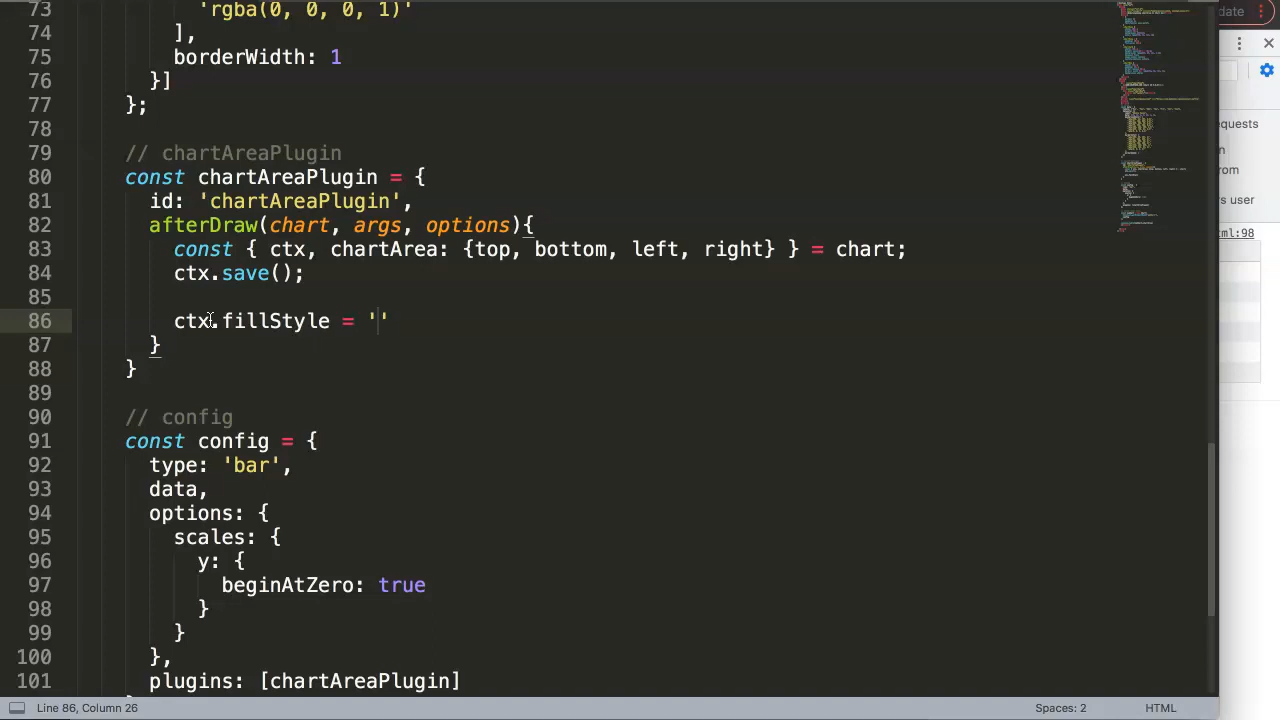 73 'rgba(0, 0, 0, 1)'
74 ],
75 borderWidth: 1
76 }]
77 };
78
79 // chartAreaPlugin
80 const chartAreaPlugin = {
81 id: 'chartAreaPlugin',
82 afterDraw(chart, args, options){
83 const { ctx, chartArea: {top, bottom, left, right} } = chart;
84 ctx.save();
85
86 ctx.fillStyle = ''
87 }
88 }
89
90 // config
91 const config = {
92 type: 'bar',
93 data,
94 options: {
95 scales: {
96 y: {
97 beginAtZero: true
98 }
99 }
100 },
101 plugins: [chartAreaPlugin]
Line 86, Column 26
Spaces: 2
HTML
date
equests
n
rom
s user
tml:98